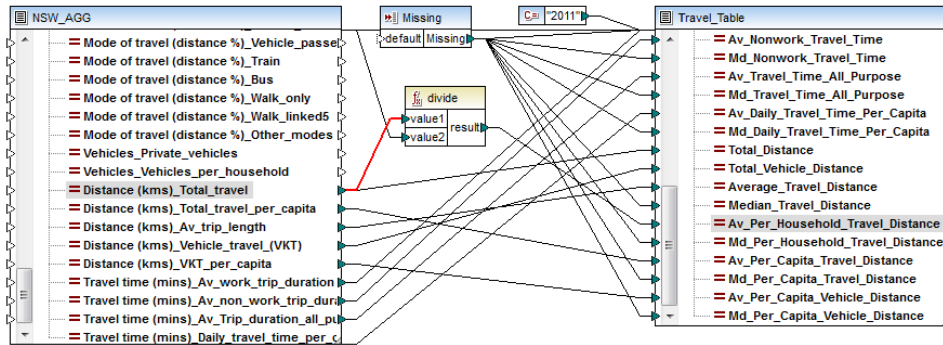 NSW_AGG
Mode of travel (distance %)_Vehicle_passe
Mode of travel (distance %)_Train
Mode of travel (distance %)_Bus
Mode of travel (distance %)_Walk_only
Mode of travel (distance %)_Walk_linked5
Mode of travel (distance %)_Other_modes
Vehicles_Private_vehicles
Vehicles_Vehicles_per_household
Distance (kms)_Total_travel
Distance (kms)_Total_travel_per_capita
Distance (kms)_Av_trip_length
Distance (kms)_Vehicle_travel_(VKT)
Distance (kms)_VKT_per_capita
Travel time (mins)_Av_work_trip_duration
Travel time (mins)_Av_non_work_trip_dura
Travel time (mins)_Av_Trip_duration_all_pu
Travel time (mins)_Daily_travel_time_per_c
Missing
default Missing
divide
value1
value2
result
"2011"
Travel_Table
Av_Nonwork_Travel_Time
Md_Nonwork_Travel_Time
Av_Travel_Time_All_Purpose
Md_Travel_Time_All_Purpose
Av_Daily_Travel_Time_Per_Capita
Md_Daily_Travel_Time_Per_Capita
Total_Distance
Total_Vehicle_Distance
Average_Travel_Distance
Median_Travel_Distance
Av_Per_Household_Travel_Distance
Md_Per_Household_Travel_Distance
Av_Per_Capita_Travel_Distance
Md_Per_Capita_Travel_Distance
Av_Per_Capita_Vehicle_Distance
Md_Per_Capita_Vehicle_Distance